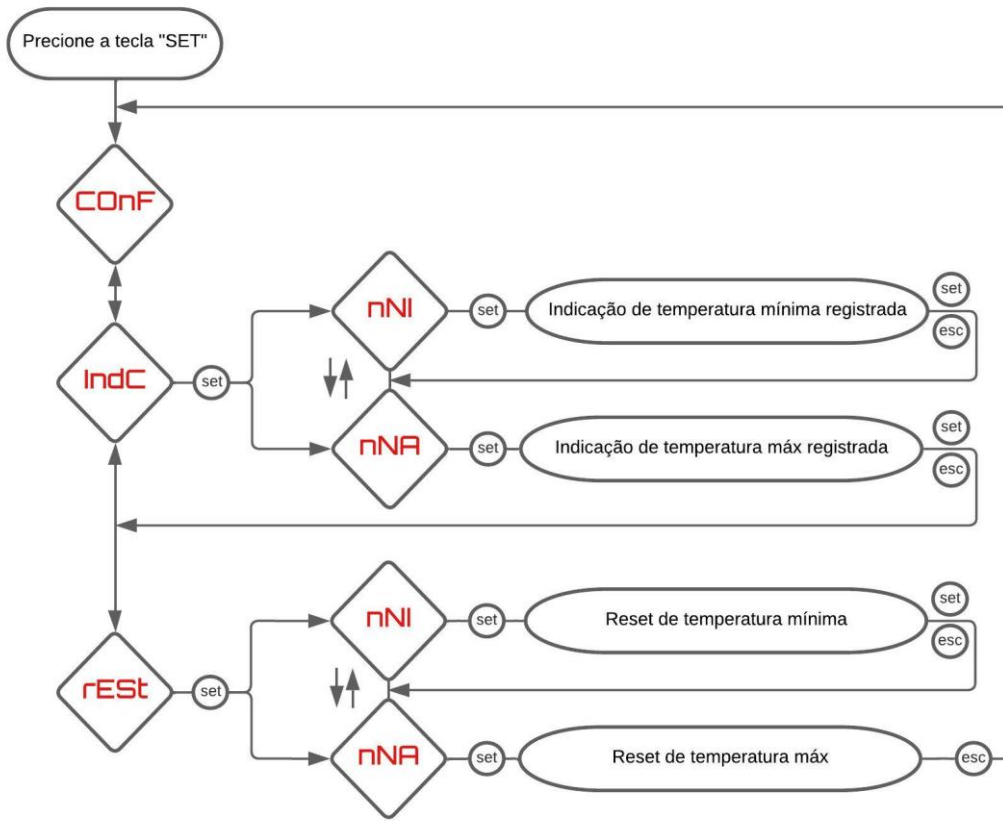 Precione a tecla "SET"
COnF
nNI
set
Indicação de temperatura mínima registrada
set
esc
IndC
set
nNA
set
Indicação de temperatura máx registrada
set
esc
nNI
set
Reset de temperatura mínima
set
esc
rESt
set
nNA
set
Reset de temperatura máx
esc